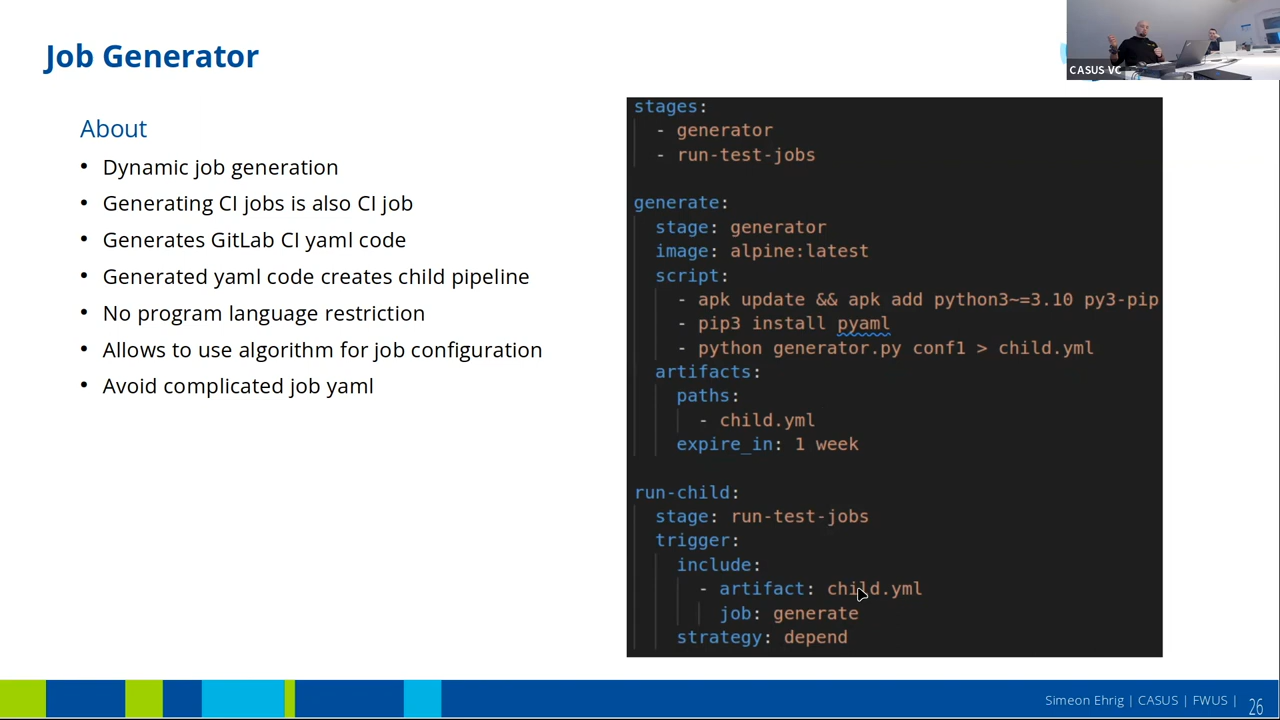 Job Generator
CASUS VC
About
• Dynamic job generation
• Generating CI jobs is also CI job
• Generates GitLab CI yaml code
• Generated yaml code creates child pipeline
• No program language restriction
• Allows to use algorithm for job configuration
• Avoid complicated job yaml
stages:
  - generator
  - run-test-jobs

generate:
  stage: generator
  image: alpine:latest
  script:
      - apk update && apk add python3~=3.10 py3-pip
      - pip3 install pyaml
      - python generator.py conf1 > child.yml
  artifacts:
    paths:
      - child.yml
    expire_in: 1 week

run-child:
  stage: run-test-jobs
  trigger:
    include:
      - artifact: child.yml
        job: generate
    strategy: depend
Simeon Ehrig | CASUS | FWUS | 26